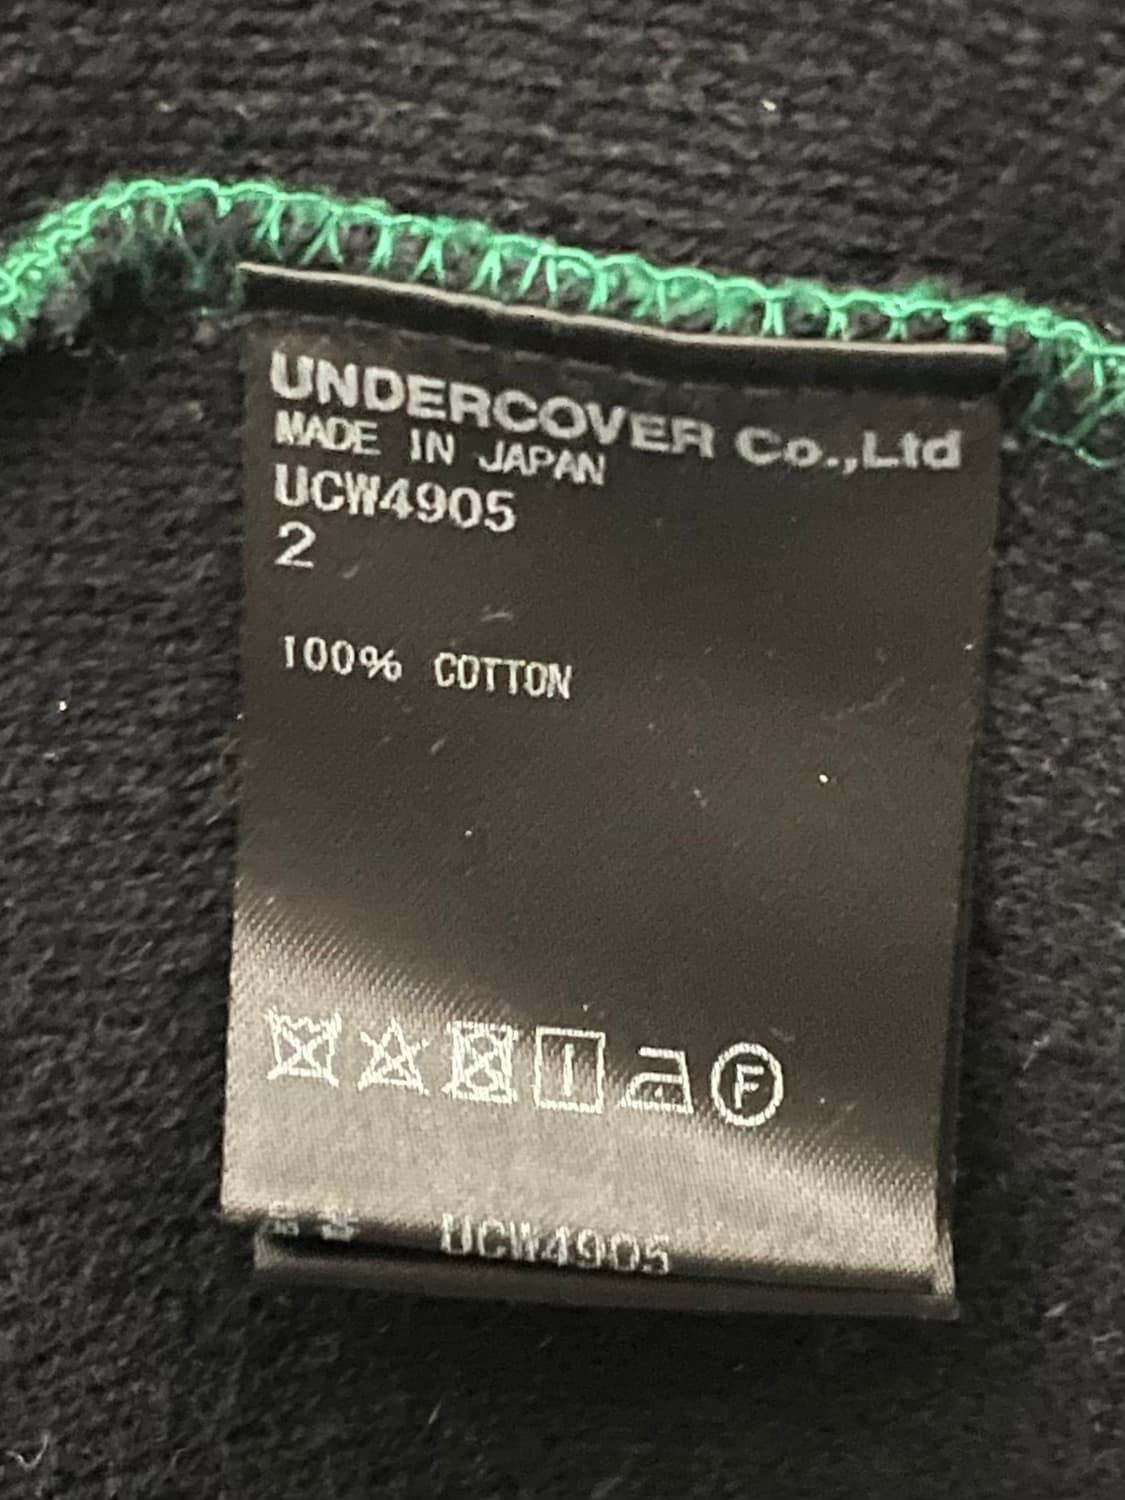 UNDERCOVER Co.,Ltd
MADE IN JAPAN
UCW4905
2
100% COTTON
F
UCW4905